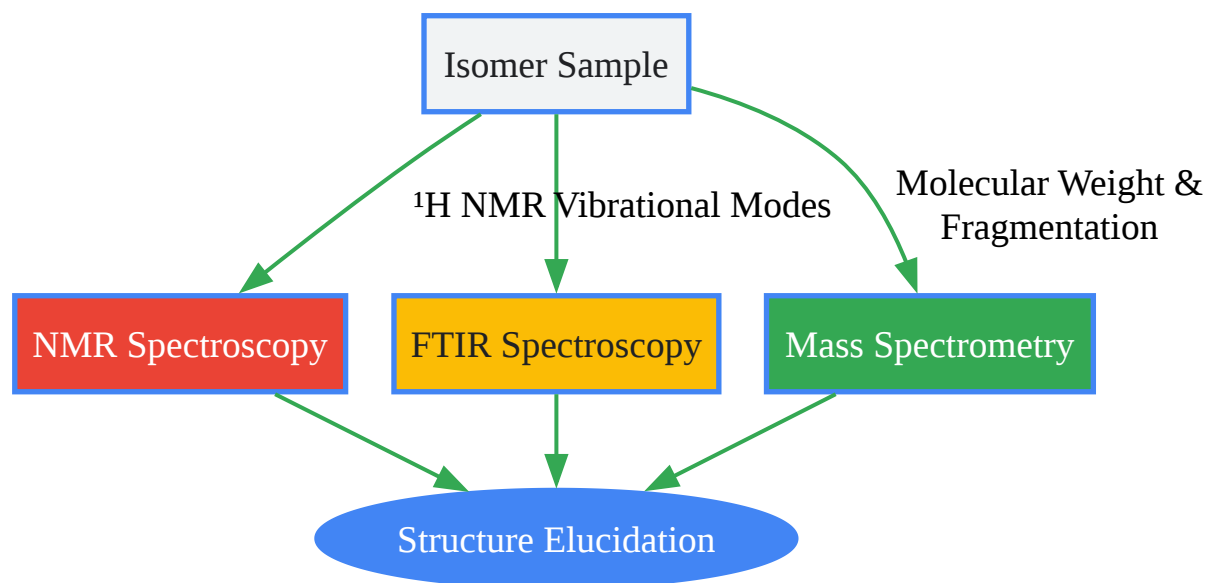 Isomer Sample
¹H NMR
Vibrational Modes
Molecular Weight &
Fragmentation
NMR Spectroscopy
FTIR Spectroscopy
Mass Spectrometry
Structure Elucidation